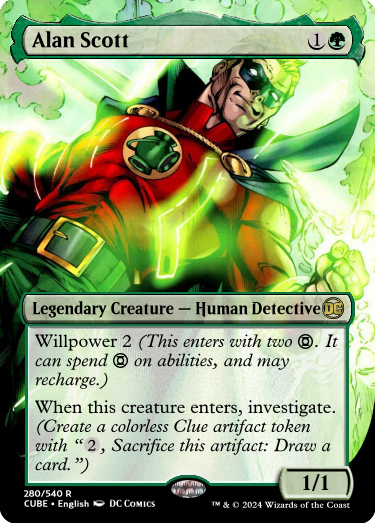 Alan Scott 1
Legendary Creature — Human Detective DC
Willpower 2 (This enters with two . It
can spend on abilities, and may
recharge.)
When this creature enters, investigate.
(Create a colorless Clue artifact token
with “2, Sacrifice this artifact: Draw a
card.”)
1/1
280/540 R
CUBE • English DC COMICS
™ & © 2024 Wizards of the Coast